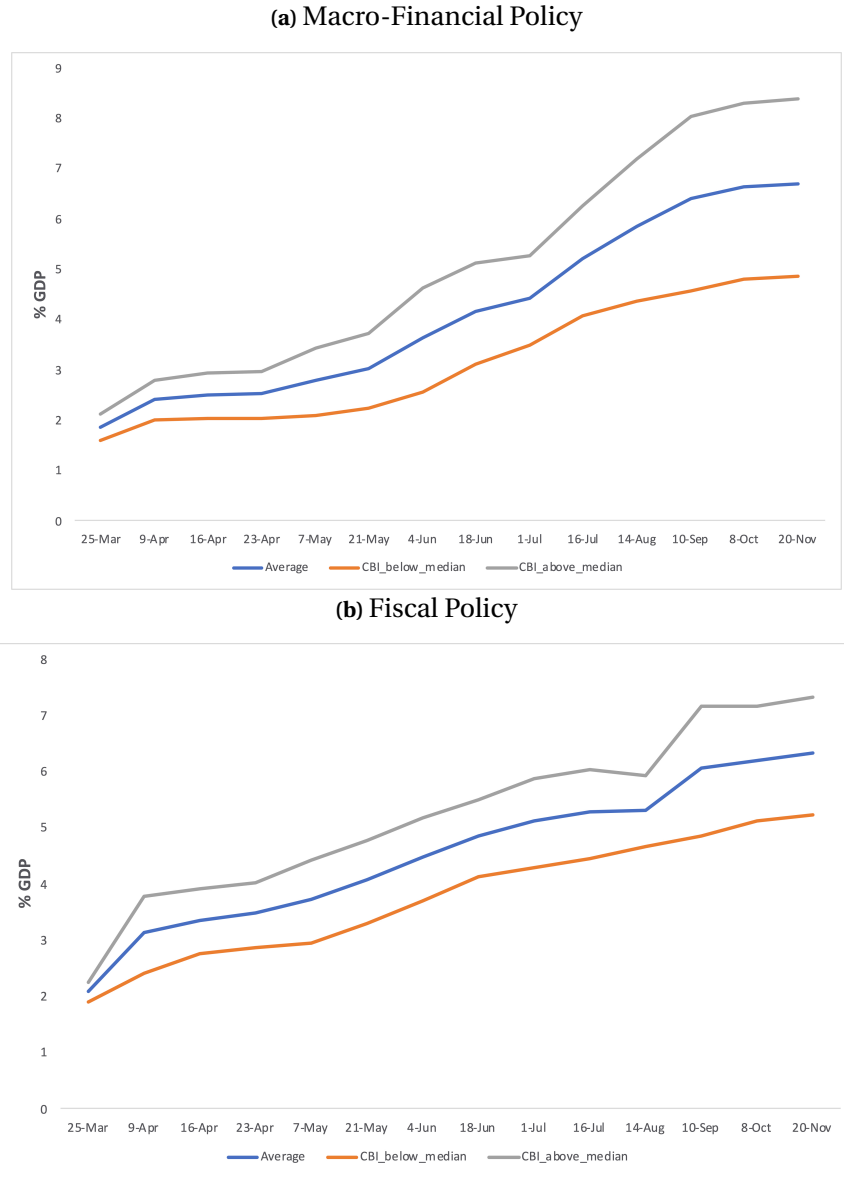 (a) Macro-Financial Policy
9
8
7
6
5
4
3
2
1
0
% GDP
25-Mar 9-Apr 16-Apr 23-Apr 7-May 21-May 4-Jun 18-Jun 1-Jul 16-Jul 14-Aug 10-Sep 8-Oct 20-Nov
Average CBI_below_median CBI_above_median
(b) Fiscal Policy
8
7
6
5
4
3
2
1
0
% GDP
25-Mar 9-Apr 16-Apr 23-Apr 7-May 21-May 4-Jun 18-Jun 1-Jul 16-Jul 14-Aug 10-Sep 8-Oct 20-Nov
Average CBI_below_median CBI_above_median